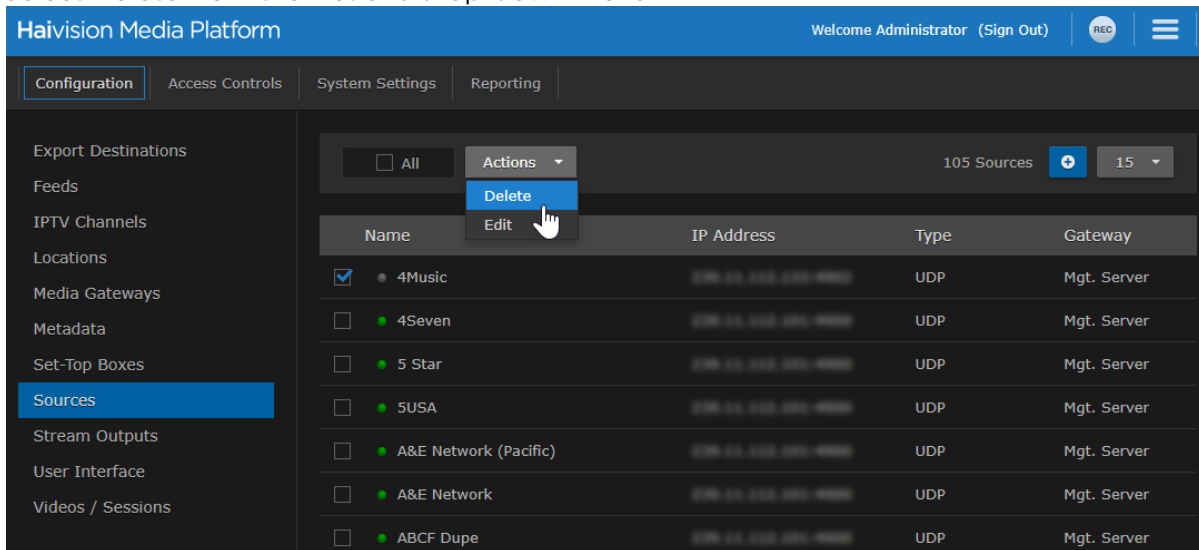 Haivision Media Platform
Welcome Administrator (Sign Out)
REC
Configuration Access Controls System Settings Reporting
Export Destinations
Feeds
IPTV Channels
Locations
Media Gateways
Metadata
Set-Top Boxes
Sources
Stream Outputs
User Interface
Videos / Sessions
All Actions 105 Sources 15
Delete
Edit
Name IP Address Type Gateway
4Music UDP Mgt. Server
4Seven UDP Mgt. Server
5 Star UDP Mgt. Server
5USA UDP Mgt. Server
A&E Network (Pacific) UDP Mgt. Server
A&E Network UDP Mgt. Server
ABCF Dupe UDP Mgt. Server